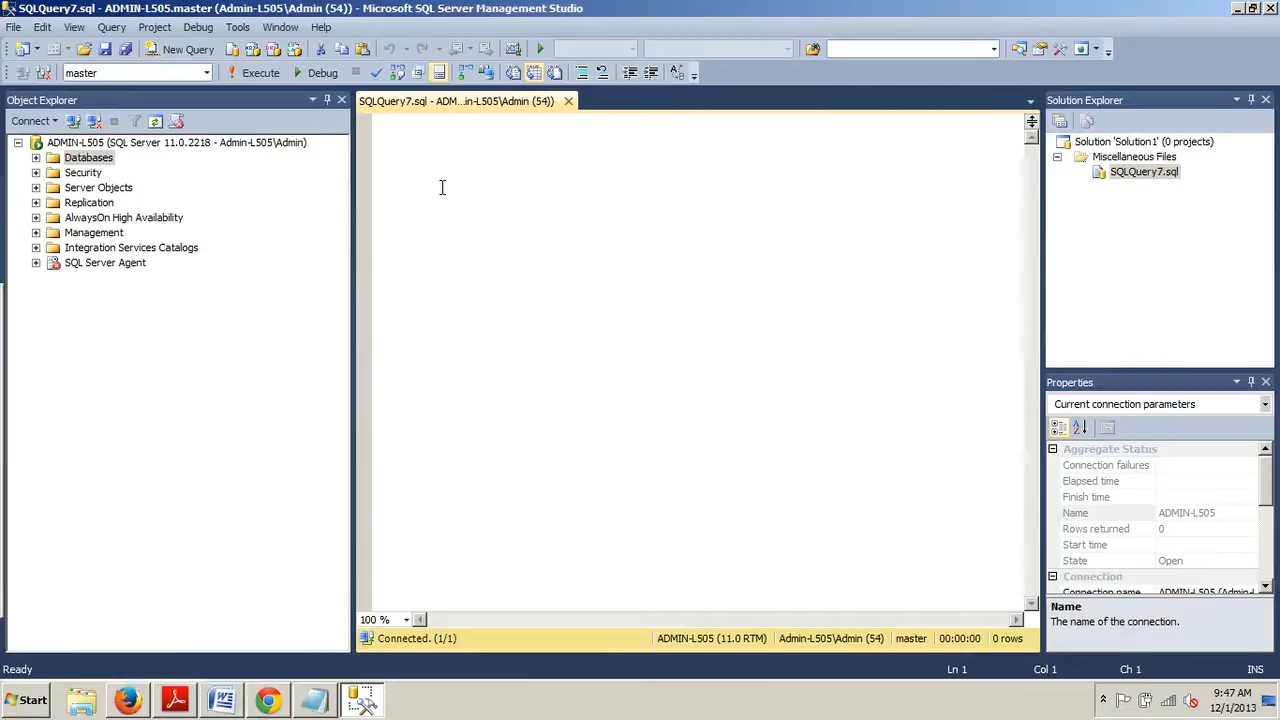 SQLQuery7.sql - ADMIN-L505.master (Admin-L505\Admin (54)) - Microsoft SQL Server Management Studio
File Edit View Query Project Debug Tools Window Help
New Query
master Execute Debug
Object Explorer
Connect
ADMIN-L505 (SQL Server 11.0.2218 - Admin-L505\Admin)
Databases
Security
Server Objects
Replication
AlwaysOn High Availability
Management
Integration Services Catalogs
SQL Server Agent
SQLQuery7.sql - ADM...in-L505\Admin (54))
100 %
Connected. (1/1) ADMIN-L505 (11.0 RTM) Admin-L505\Admin (54) master 00:00:00 0 rows
Solution Explorer
Solution 'Solution1' (0 projects)
Miscellaneous Files
SQLQuery7.sql
Properties
Current connection parameters
Aggregate Status
Connection failures
Elapsed time
Finish time
Name ADMIN-L505
Rows returned 0
Start time
State Open
Connection
Connection name ADMIN-L505 (Admin-L
Name
The name of the connection.
Ready Ln 1 Col 1 Ch 1 INS
Start
9:47 AM
12/1/2013